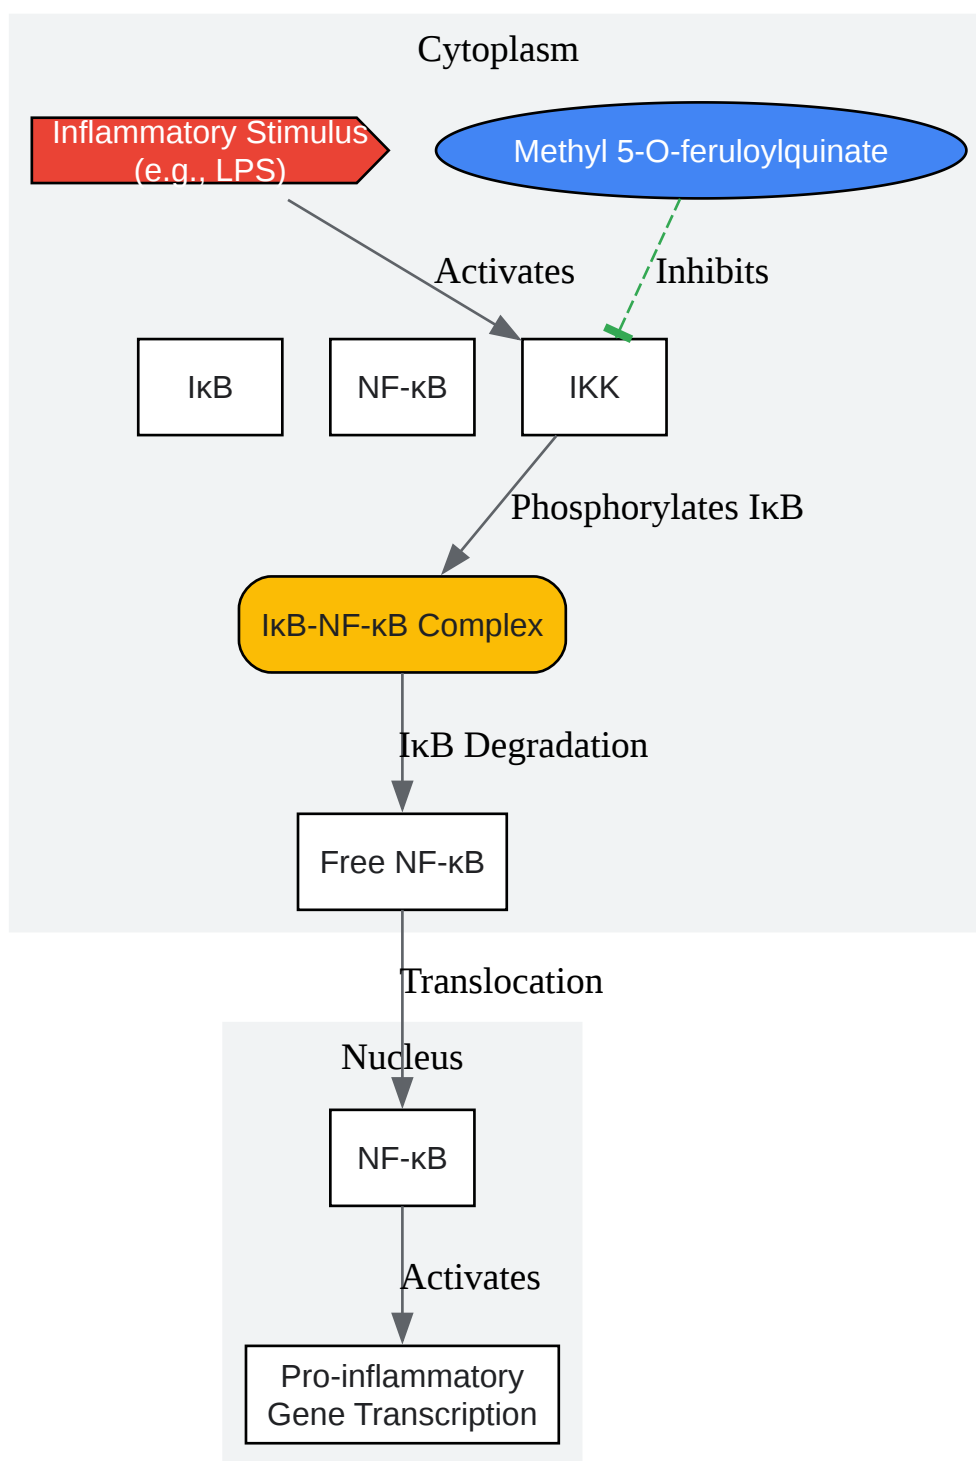 Cytoplasm
Inflammatory Stimulus
(e.g., LPS)
Methyl 5-O-feruloylquinate
Activates
Inhibits
IκB
NF-κB
IKK
Phosphorylates IκB
IκB-NF-κB Complex
IκB Degradation
Free NF-κB
Translocation
Nucleus
NF-κB
Activates
Pro-inflammatory
Gene Transcription